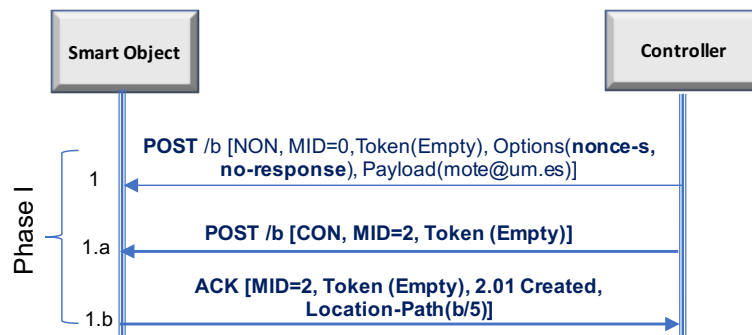 Smart Object
Controller
POST /b [NON, MID=0,Token(Empty), Options(nonce-s,
no-response), Payload(mote@um.es)]
1
POST /b [CON, MID=2, Token (Empty)]
1.a
ACK [MID=2, Token (Empty), 2.01 Created,
Location-Path(b/5)]
1.b
Phase I